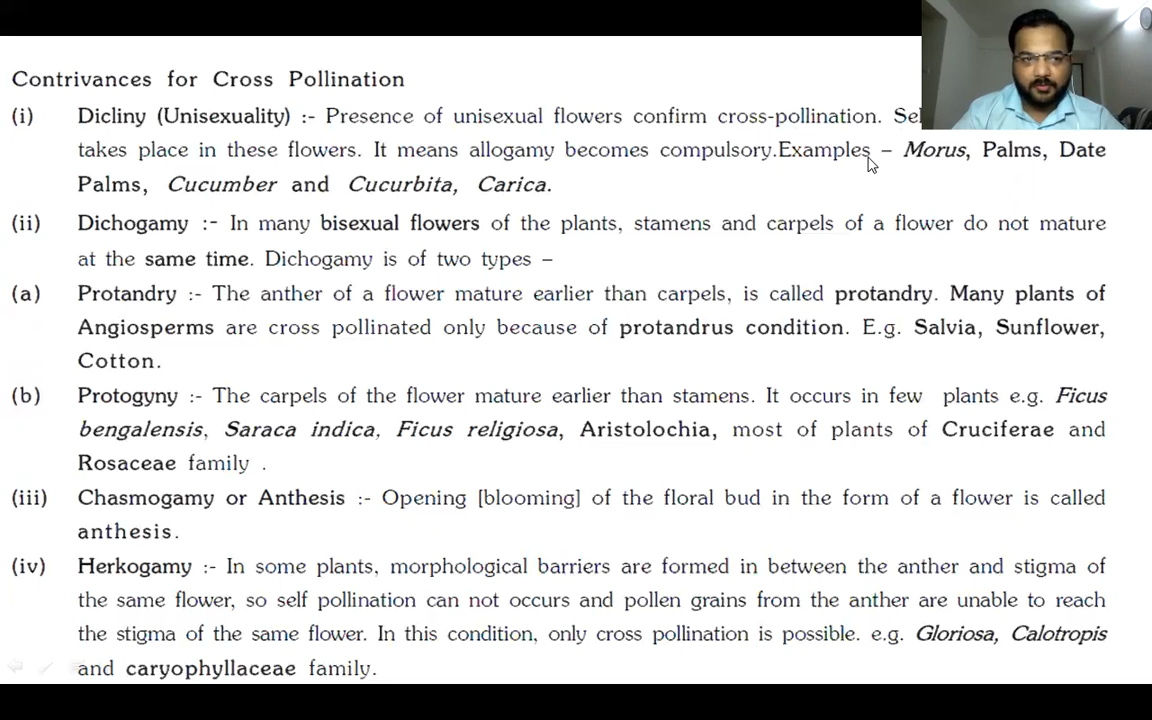 Contrivances for Cross Pollination
(i) Dicliny (Unisexuality) :- Presence of unisexual flowers confirm cross-pollination.
takes place in these flowers. It means allogamy becomes compulsory.Examples – Morus, Palms, Date
Palms, Cucumber and Cucurbita, Carica.
(ii) Dichogamy :- In many bisexual flowers of the plants, stamens and carpels of a flower do not mature
at the same time. Dichogamy is of two types –
(a) Protandry :- The anther of a flower mature earlier than carpels, is called protandry. Many plants of
Angiosperms are cross pollinated only because of protandrus condition. E.g. Salvia, Sunflower,
Cotton.
(b) Protogyny :- The carpels of the flower mature earlier than stamens. It occurs in few plants e.g. Ficus
bengalensis, Saraca indica, Ficus religiosa, Aristolochia, most of plants of Cruciferae and
Rosaceae family .
(iii) Chasmogamy or Anthesis :- Opening [blooming] of the floral bud in the form of a flower is called
anthesis.
(iv) Herkogamy :- In some plants, morphological barriers are formed in between the anther and stigma of
the same flower, so self pollination can not occurs and pollen grains from the anther are unable to reach
the stigma of the same flower. In this condition, only cross pollination is possible. e.g. Gloriosa, Calotropis
and caryophyllaceae family.